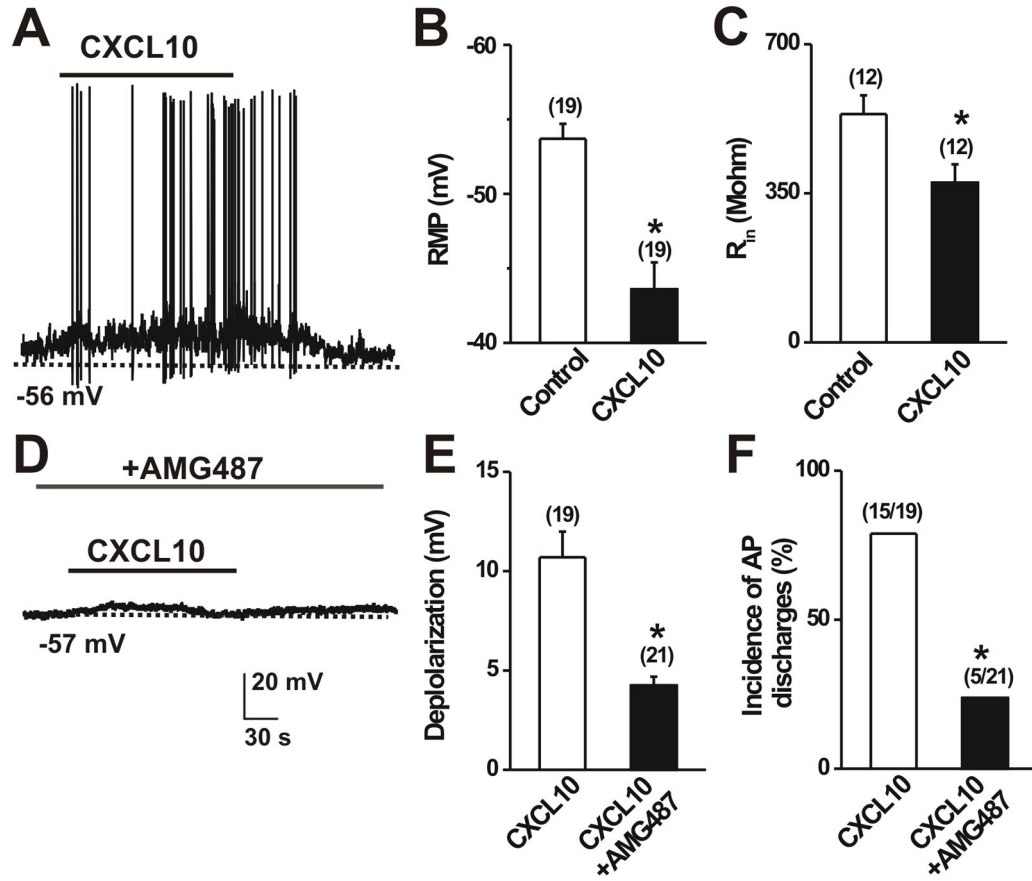 A
CXCL10
-56 mV
B
-60
-50
-40
RMP (mV)
(19)
*
(19)
Control
CXCL10
C
700
350
0
Rin (Mohm)
(12)
*
(12)
Control
CXCL10
D
+AMG487
CXCL10
-57 mV
20 mV
30 s
E
15
10
5
0
Deplolarization (mV)
(19)
*
(21)
CXCL10
CXCL10
+AMG487
F
100
50
0
Incidence of AP
discharges (%)
(15/19)
*
(5/21)
CXCL10
CXCL10
+AMG487